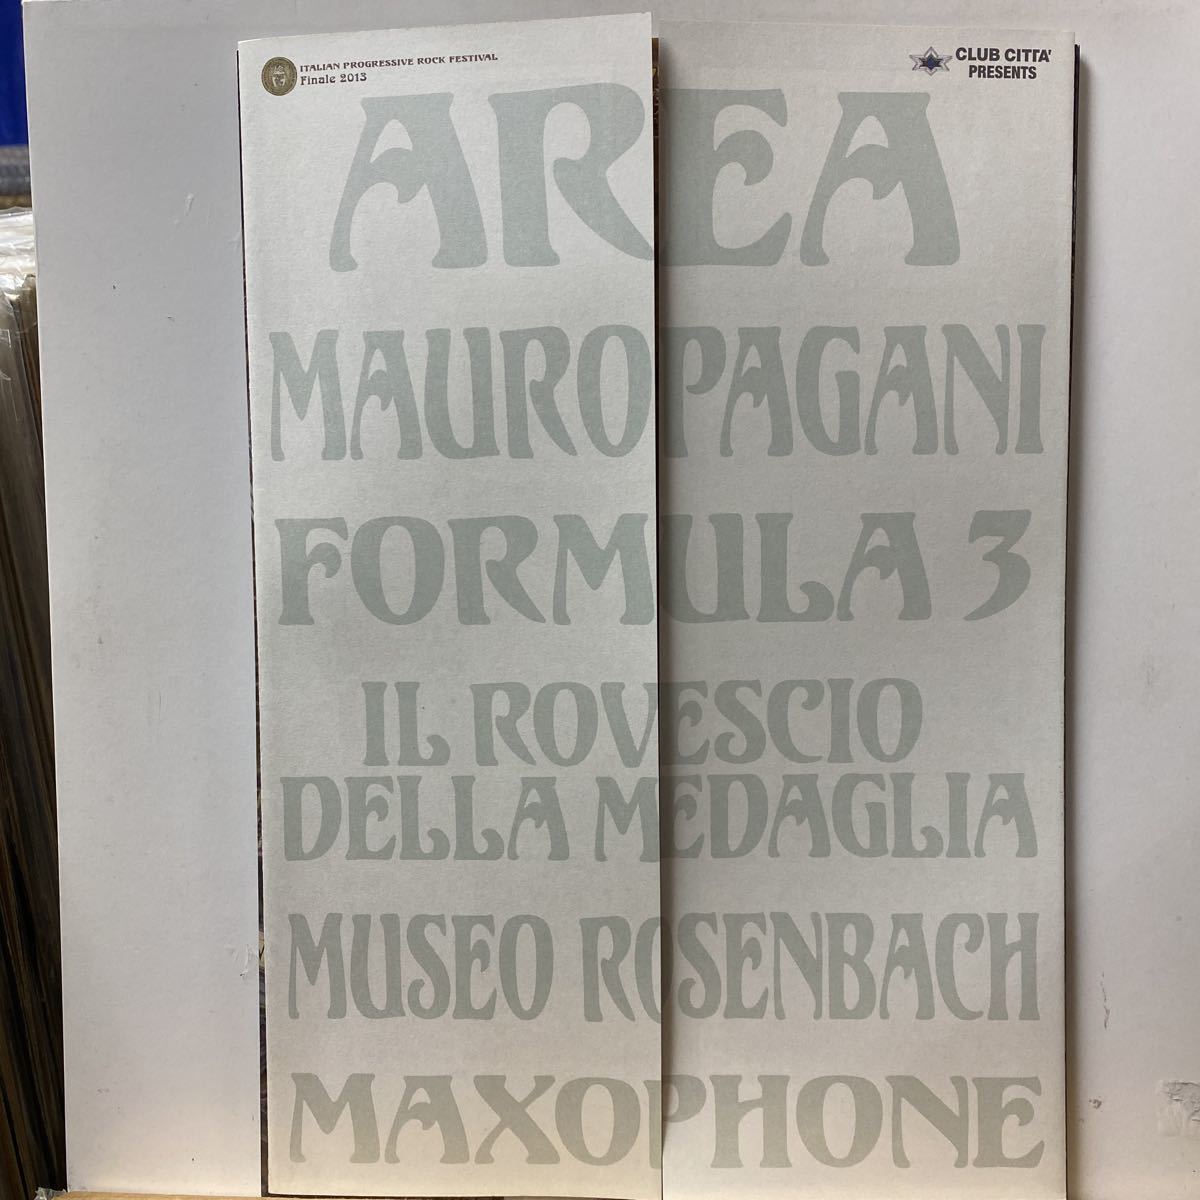 ITALIAN PROGRESSIVE ROCK FESTIVAL
Finale 2013
CLUB CITTA'
PRESENTS
AREA
MAURO PAGANI
FORMULA 3
IL ROVESCIO
DELLA MEDAGLIA
MUSEO ROSENBACH
MAXOPHONE